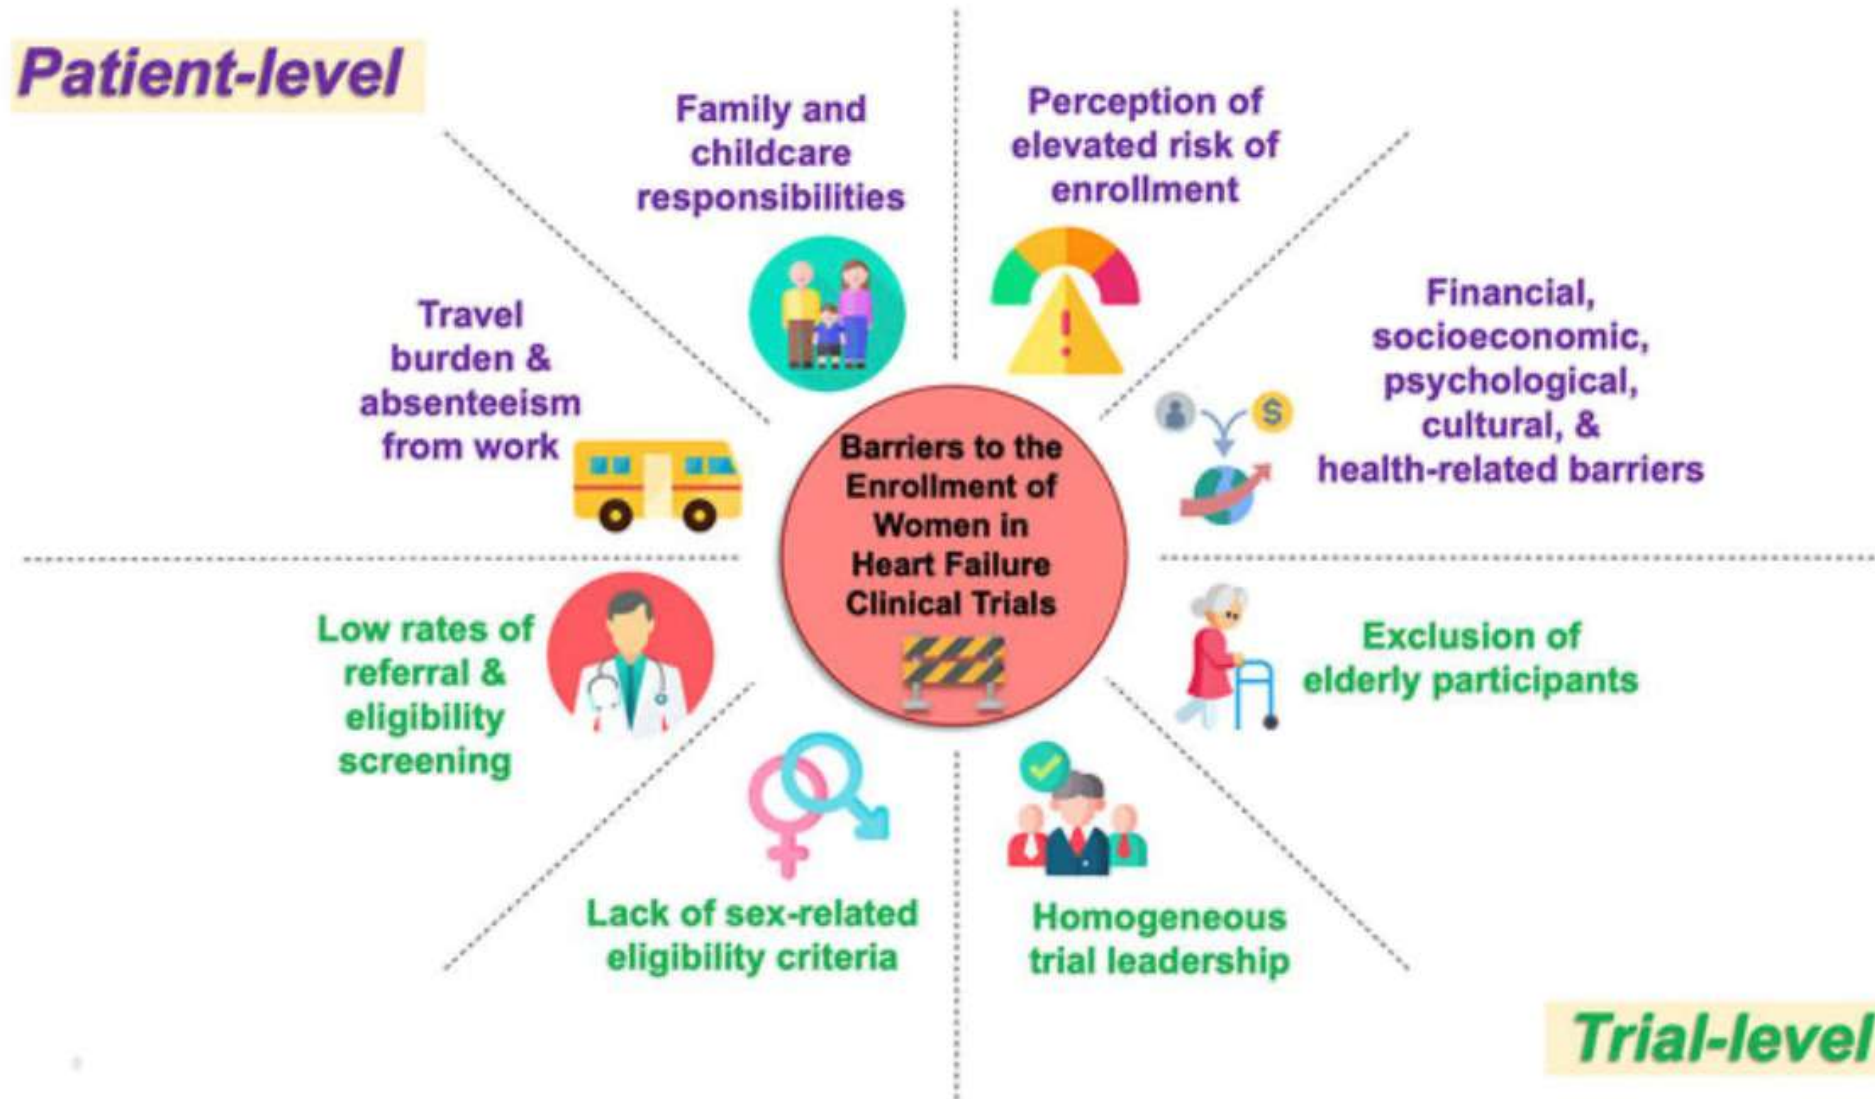 Patient-level
Family and
childcare
responsibilities
Perception of
elevated risk of
enrollment
Travel
burden &
absenteeism
from work
Financial,
socioeconomic,
psychological,
cultural, &
health-related barriers
Barriers to the
Enrollment of
Women in
Heart Failure
Clinical Trials
Low rates of
referral &
eligibility
screening
Exclusion of
elderly participants
Lack of sex-related
eligibility criteria
Homogeneous
trial leadership
Trial-level